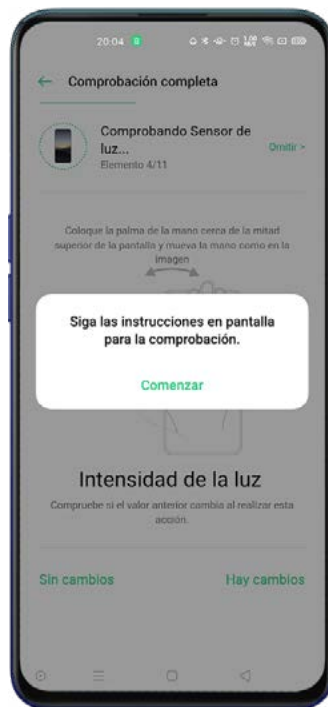 20:04
Comprobación completa
Comprobando Sensor de
luz...
Omitir >
Elemento 4/11
Coloque la palma de la mano cerca de la mitad
superior de la pantalla y mueva la mano como en la
imagen
Siga las instrucciones en pantalla
para la comprobación.
Comenzar
Intensidad de la luz
Compruebe si el valor anterior cambia al realizar esta
acción.
Sin cambios
Hay cambios